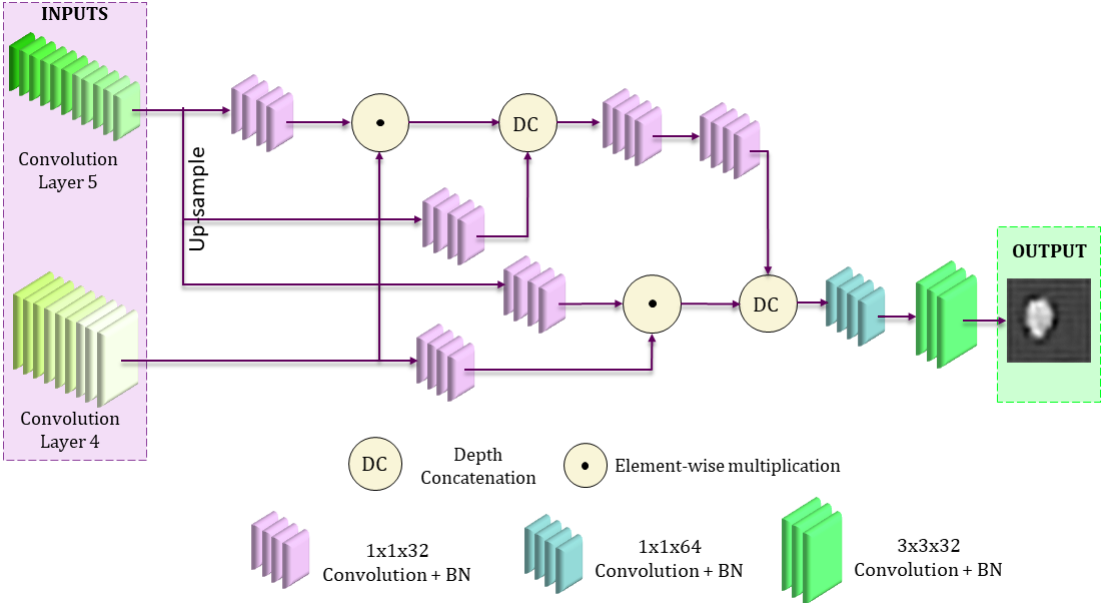 INPUTS
Convolution
Layer 5
Up-sample
DC
DC
OUTPUT
Convolution
Layer 4
DC
Depth
Concatenation
Element-wise multiplication
1x1x32
Convolution + BN
1x1x64
Convolution + BN
3x3x32
Convolution + BN